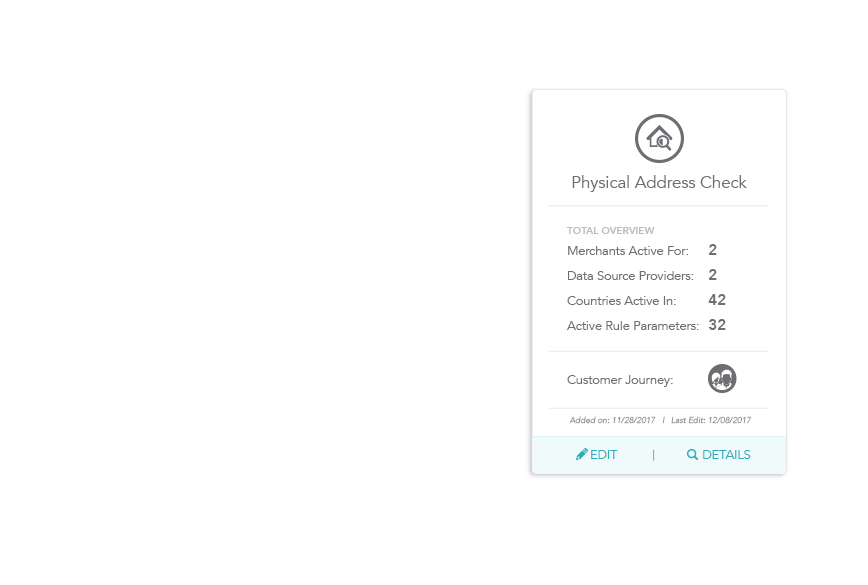 Physical Address Check
TOTAL OVERVIEW
Merchants Active For: 2
Data Source Providers: 2
Countries Active In: 42
Active Rule Parameters: 32
Customer Journey:
Added on: 11/28/2017 | Last Edit: 12/08/2017
EDIT | DETAILS